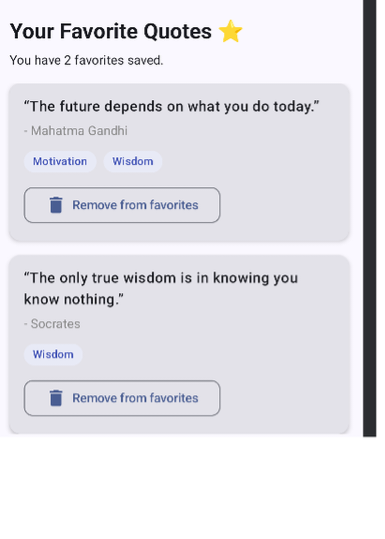 Your Favorite Quotes ⭐
You have 2 favorites saved.
“The future depends on what you do today.”
- Mahatma Gandhi
Motivation Wisdom
Remove from favorites
“The only true wisdom is in knowing you
know nothing.”
- Socrates
Wisdom
Remove from favorites